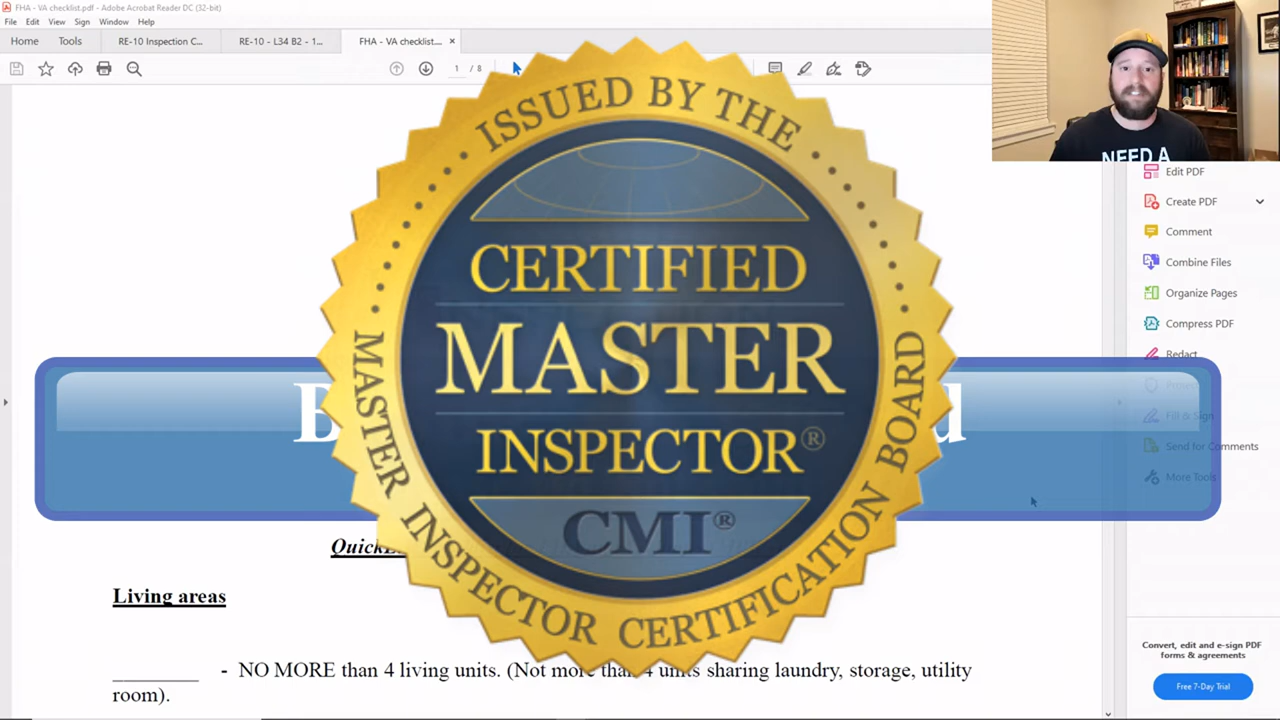 FHA - VA checklist.pdf - Adobe Acrobat Reader DC (32-bit)
File Edit View Sign Window Help
Home Tools RE-10 Inspection C... RE-10 - L3A BC - 1... FHA - VA checklist.... ×
/ 8
NEED A
Edit PDF
Create PDF
Comment
Combine Files
Organize Pages
Compress PDF
Redact
Fill & Sign
Send for Comments
More Tools
Convert, edit and e-sign PDF
forms & agreements
Free 7-Day Trial
ISSUED BY THE
CERTIFIED
MASTER
INSPECTOR®
CMI®
MASTER INSPECTOR CERTIFICATION BOARD
Living areas
- NO MORE than 4 living units. (Not more than 4 units sharing laundry, storage, utility
room).